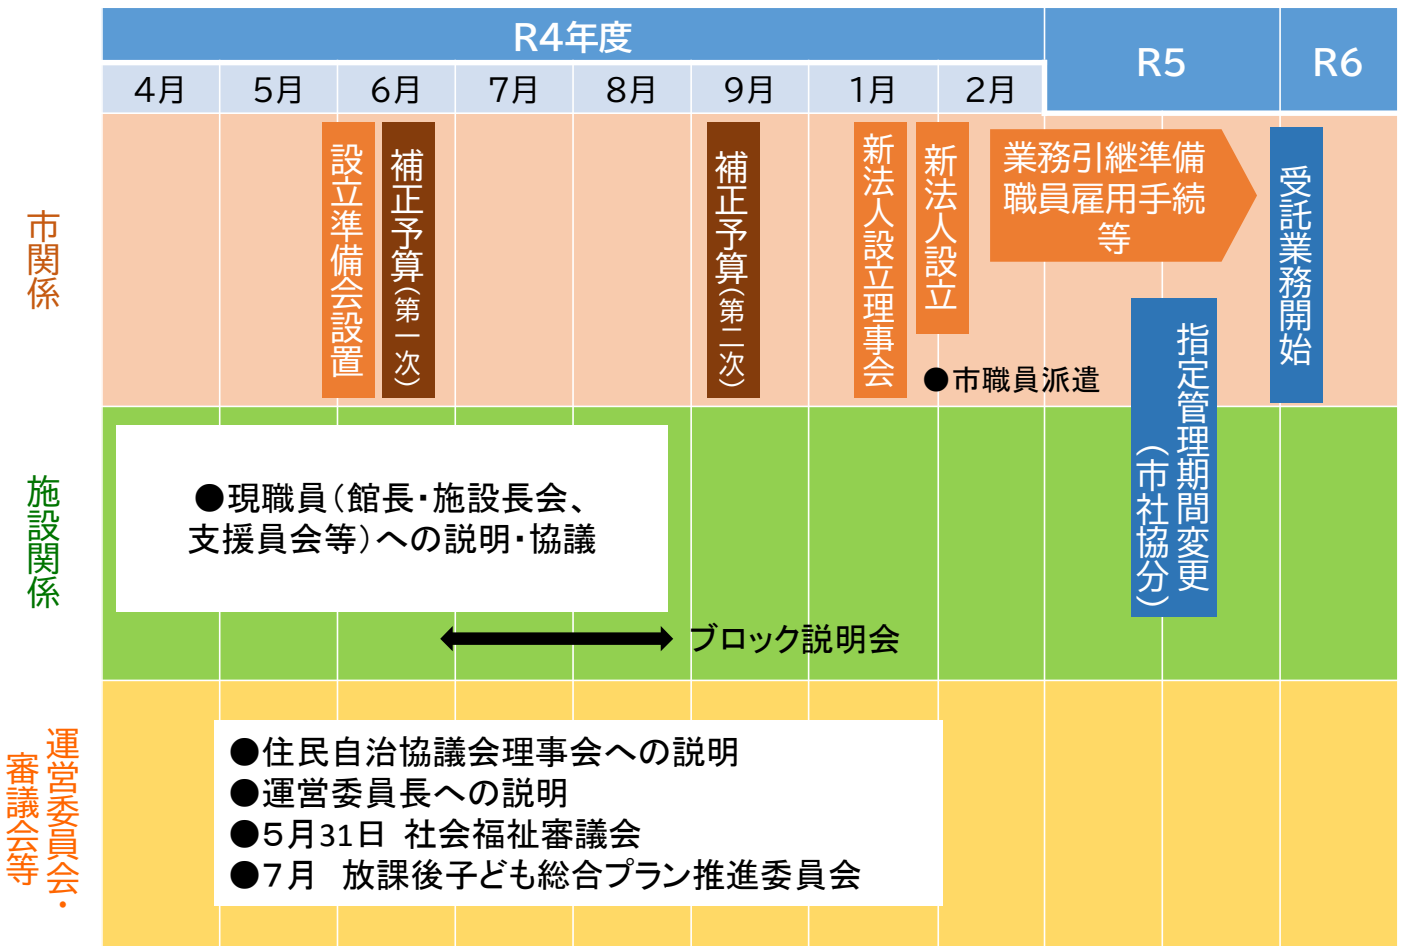 R4年度
R5
R6
4月
5月
6月
7月
8月
9月
1月
2月
市関係
設立準備会設置
補正予算(第一次)
補正予算(第二次)
新法人設立理事会
新法人設立
業務引継準備
職員雇用手続
等
受託業務開始
●市職員派遣
指定管理期間変更
(市社協分)
施設関係
●現職員(館長・施設長会、
支援員会等)への説明・協議
ブロック説明会
運営委員会・
審議会等
●住民自治協議会理事会への説明
●運営委員長への説明
●5月31日 社会福祉審議会
●7月 放課後子ども総合プラン推進委員会